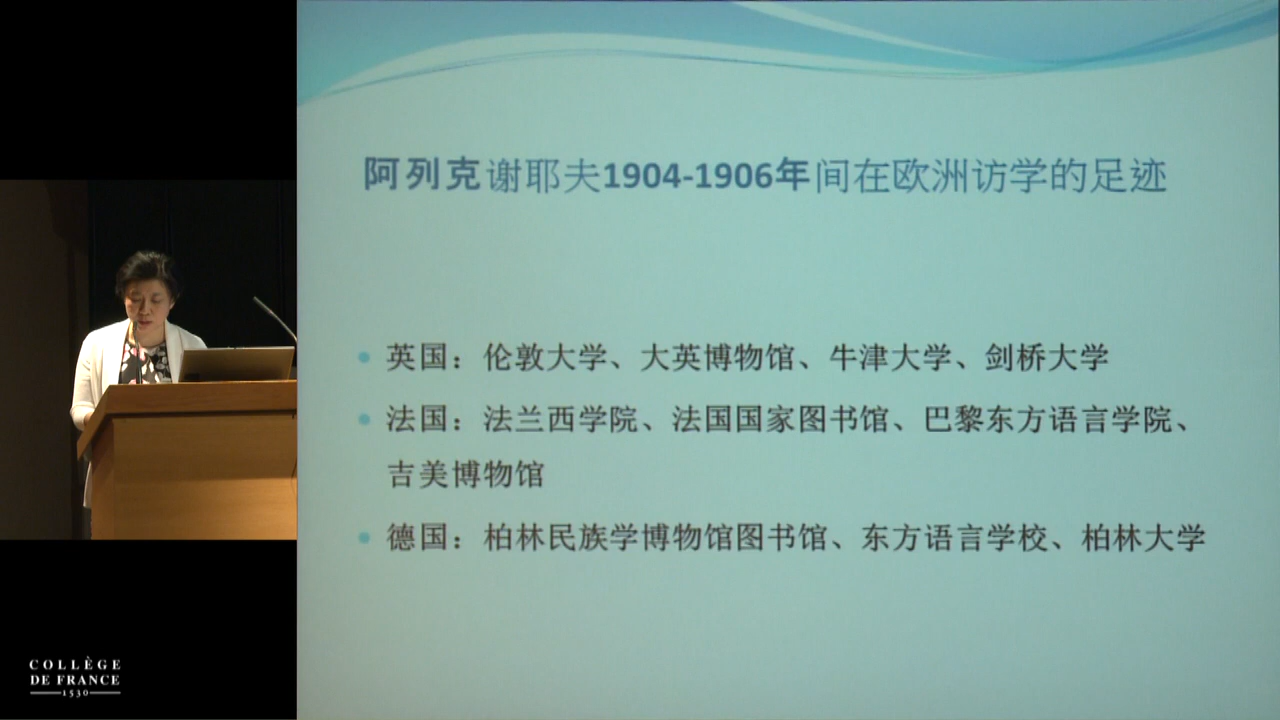 阿列克谢耶夫1904-1906年间在欧洲访学的足迹
英国：伦敦大学、大英博物馆、牛津大学、剑桥大学
法国：法兰西学院、法国国家图书馆、巴黎东方语言学院、
吉美博物馆
德国：柏林民族学博物馆图书馆、东方语言学校、柏林大学
COLLÈGE
DE FRANCE
1530